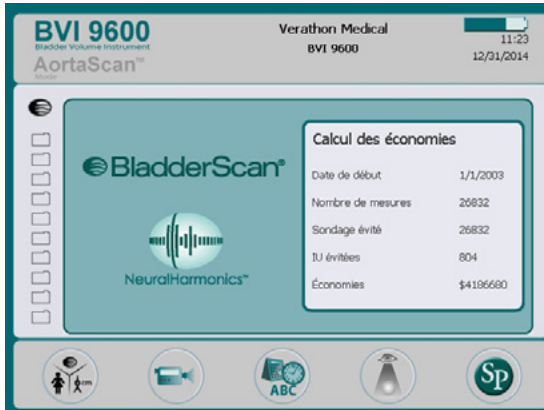 BVI 9600
Bladder Volume Instrument
AortaScan™
Mode
Verathon Medical
BVI 9600
11:23
12/31/2014
BladderScan®
NeuralHarmonics™
Calcul des économies
Date de début 1/1/2003
Nombre de mesures 26832
Sondage évité 26832
IU évitées 804
Économies $4186680
cm
ABC
SP